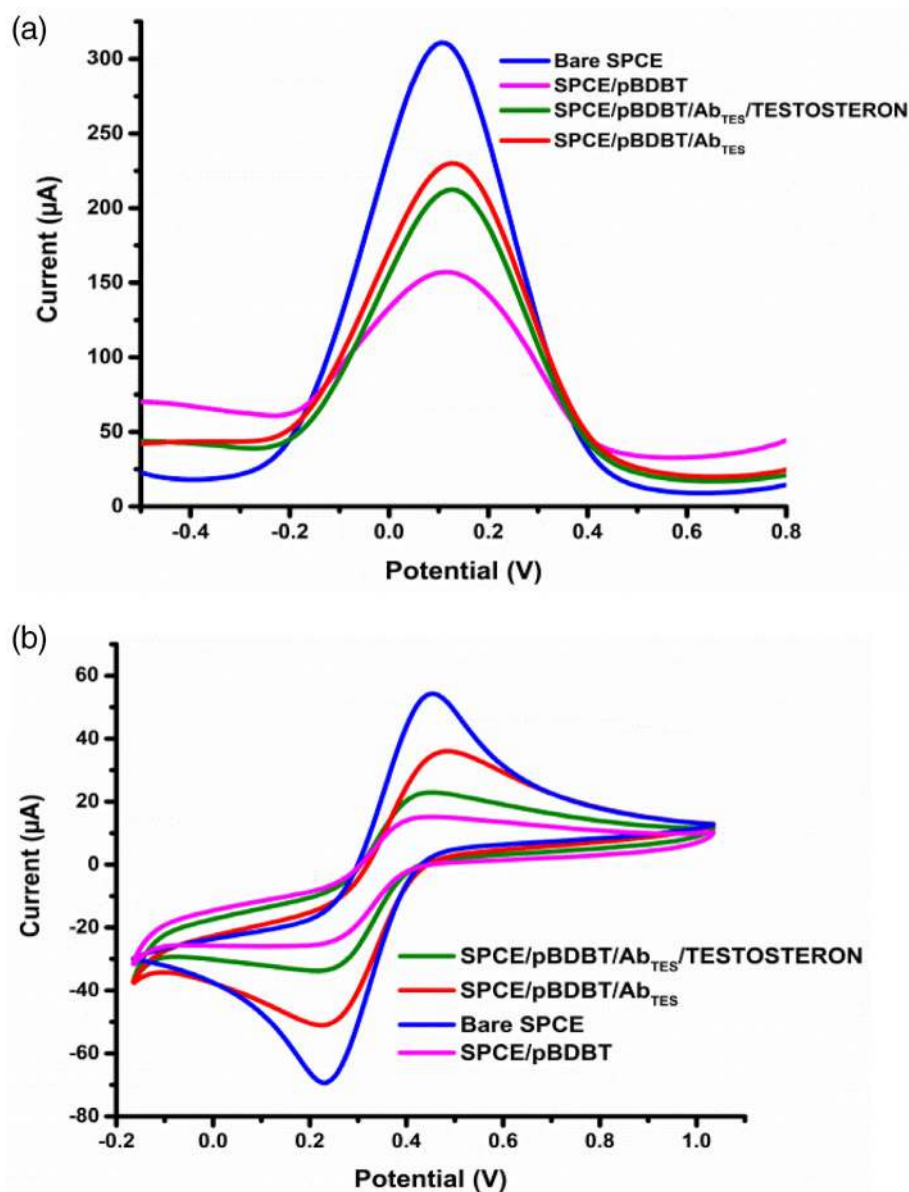 (a)
300
250
200
150
100
50
0
Current (µA)
Bare SPCE
SPCE/pBDBT
SPCE/pBDBT/AbTES/TESTOSTERON
SPCE/pBDBT/AbTES
-0.4 -0.2 0.0 0.2 0.4 0.6 0.8
Potential (V)
(b)
60
40
20
0
-20
-40
-60
-80
Current (µA)
SPCE/pBDBT/AbTES/TESTOSTERON
SPCE/pBDBT/AbTES
Bare SPCE
SPCE/pBDBT
-0.2 0.0 0.2 0.4 0.6 0.8 1.0
Potential (V)